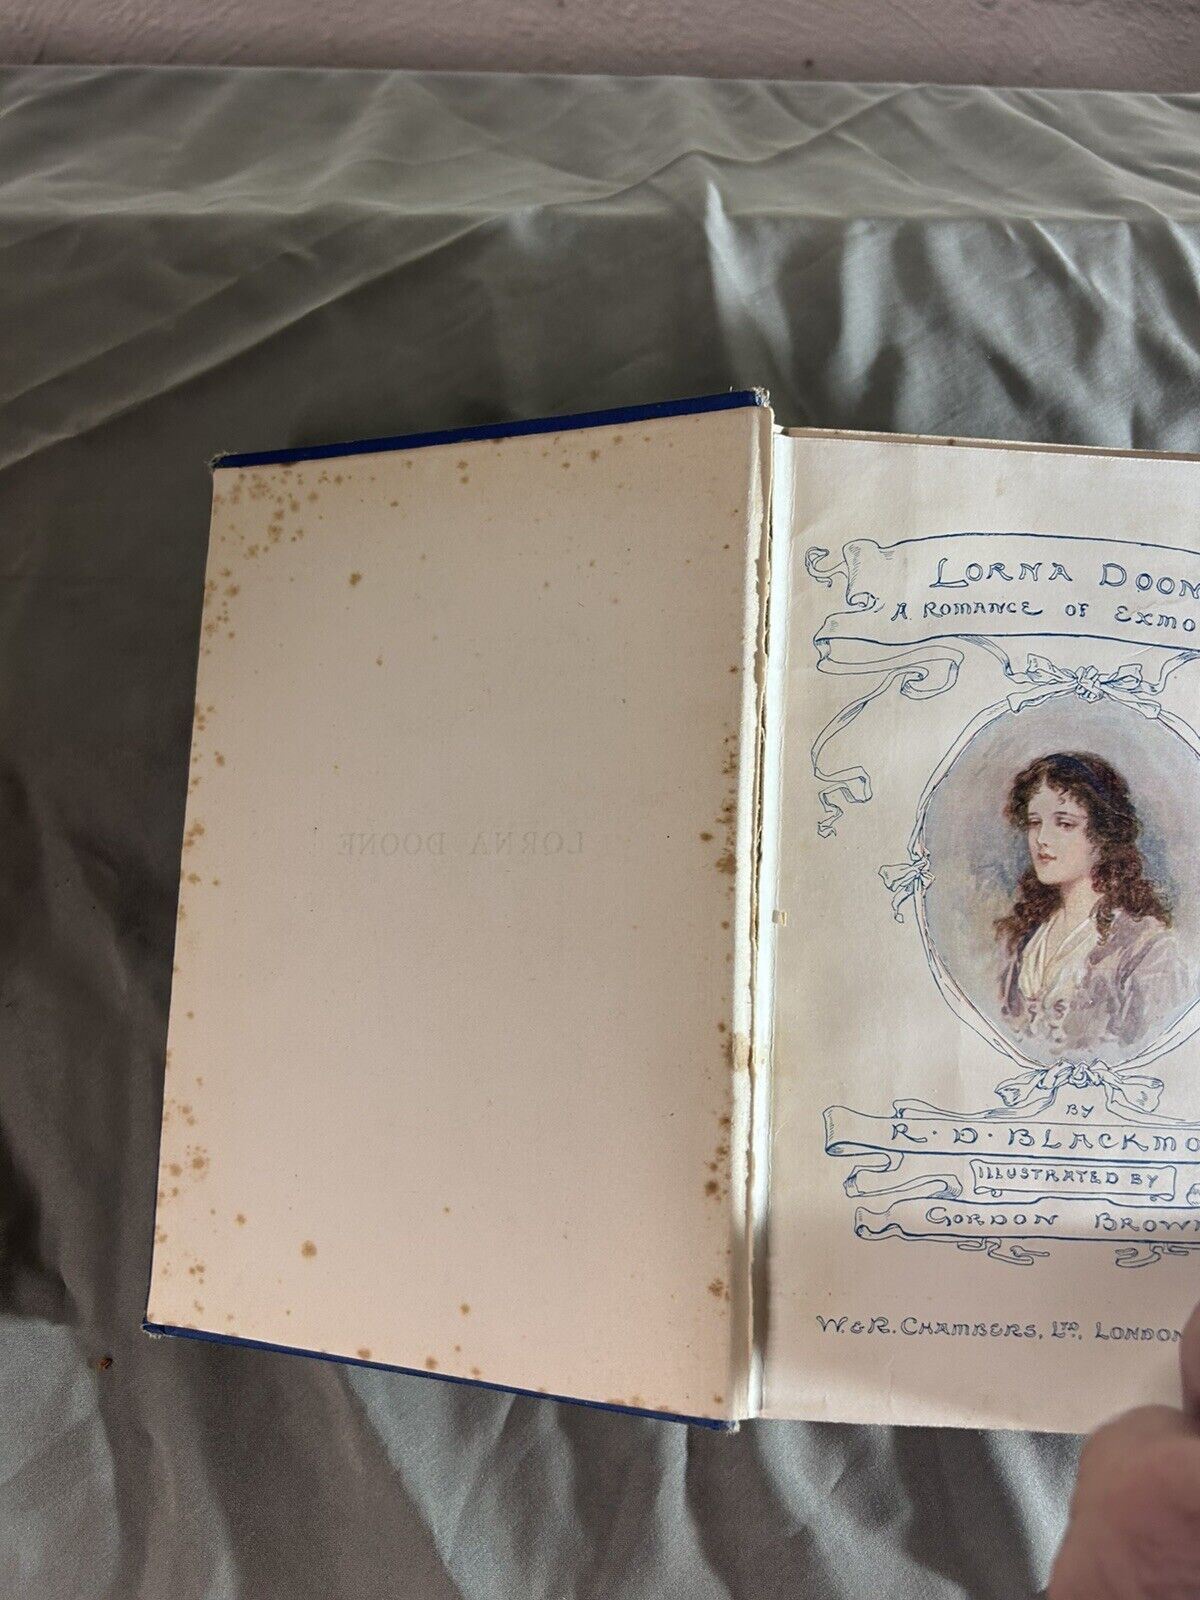 LORNA DOONE
LORNA DOON
A ROMANCE OF EXMO
BY
R. D. BLACKMO
ILLUSTRATED BY
GORDON BROWN
W. & R. CHAMBERS, LTD., LONDON